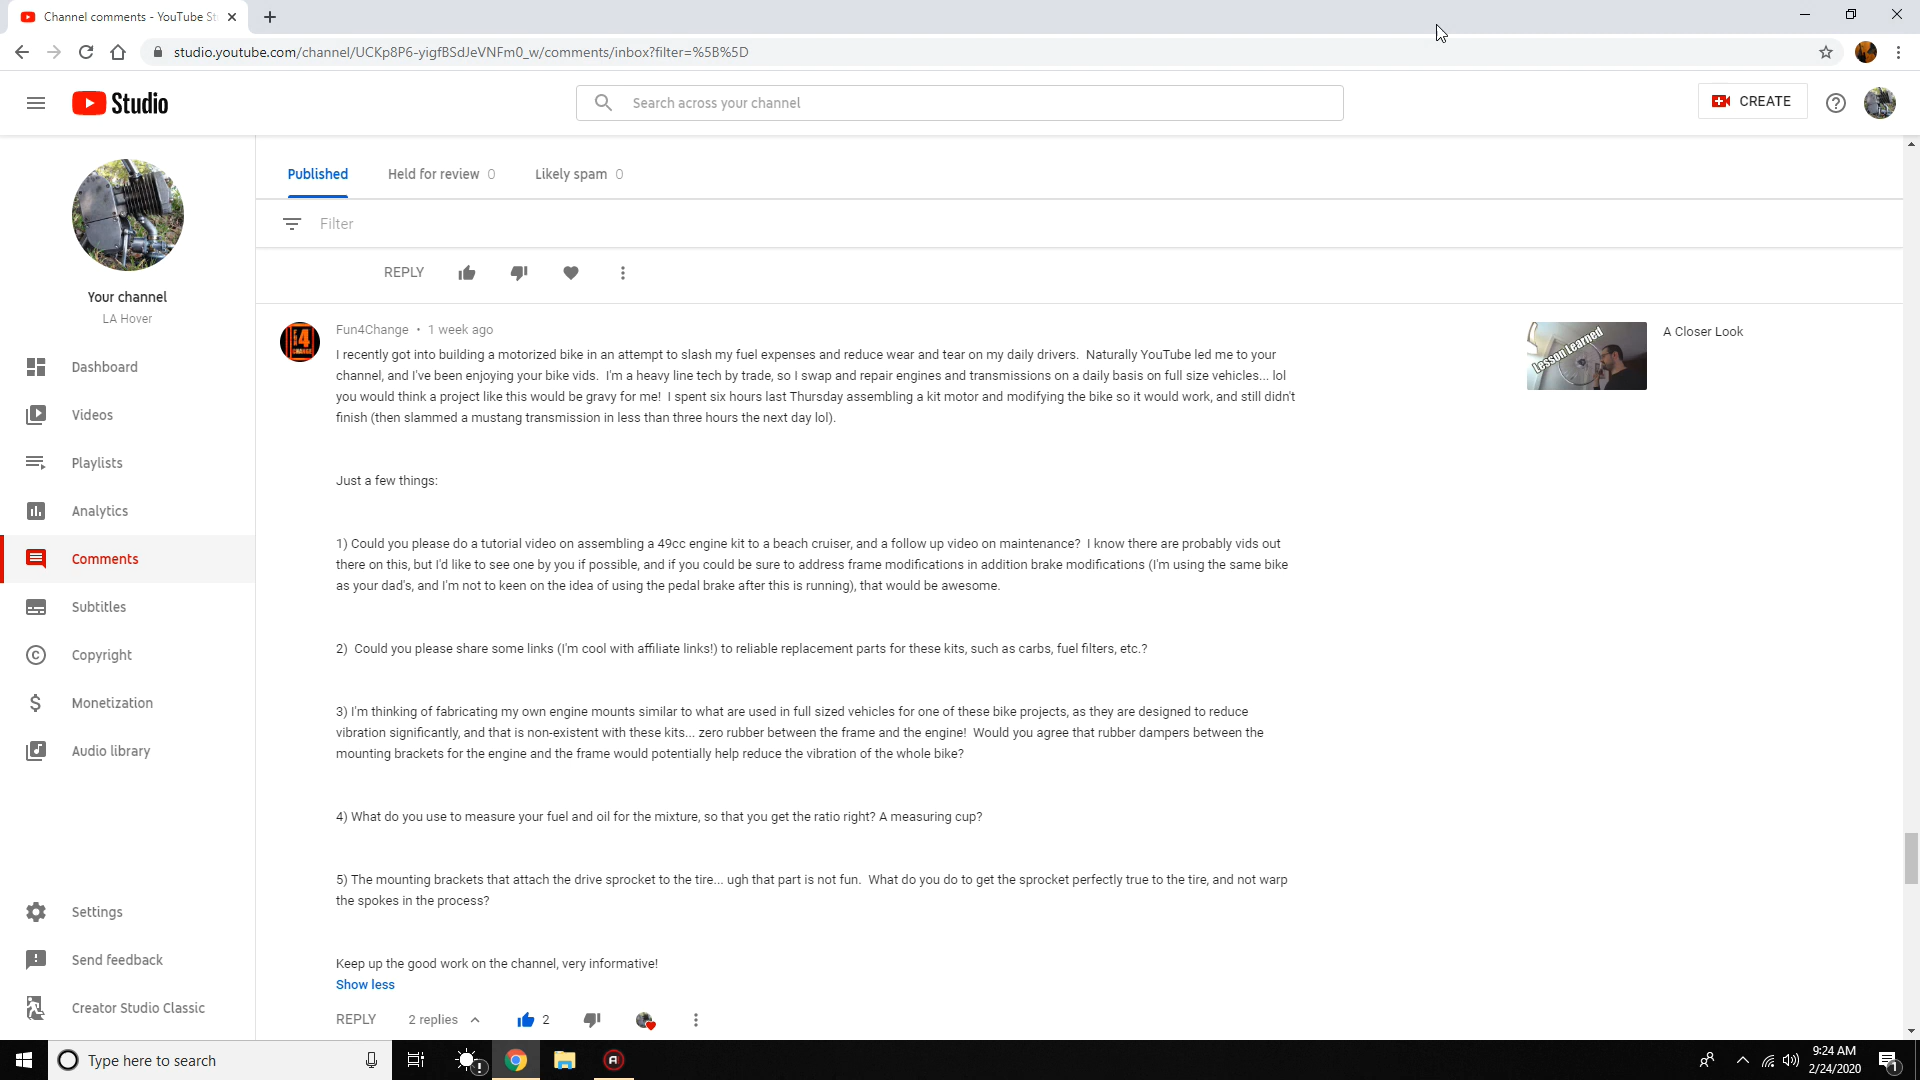 Channel comments - YouTube St
studio.youtube.com/channel/UCKp8P6-yigfBSdJeVNFm0_w/comments/inbox?filter=%5B%5D
Studio
Search across your channel
CREATE
Your channel
LA Hover
Dashboard
Videos
Playlists
Analytics
Comments
Subtitles
Copyright
Monetization
Audio library
Settings
Send feedback
Creator Studio Classic
Published
Held for review 0
Likely spam 0
Filter
REPLY
Fun4Change • 1 week ago
I recently got into building a motorized bike in an attempt to slash my fuel expenses and reduce wear and tear on my daily drivers. Naturally YouTube led me to your
channel, and I've been enjoying your bike vids. I'm a heavy line tech by trade, so I swap and repair engines and transmissions on a daily basis on full size vehicles... lol
you would think a project like this would be gravy for me! I spent six hours last Thursday assembling a kit motor and modifying the bike so it would work, and still didn't
finish (then slammed a mustang transmission in less than three hours the next day lol).
Just a few things:
1) Could you please do a tutorial video on assembling a 49cc engine kit to a beach cruiser, and a follow up video on maintenance? I know there are probably vids out
there on this, but I'd like to see one by you if possible, and if you could be sure to address frame modifications in addition brake modifications (I'm using the same bike
as your dad's, and I'm not to keen on the idea of using the pedal brake after this is running), that would be awesome.
2) Could you please share some links (I'm cool with affiliate links!) to reliable replacement parts for these kits, such as carbs, fuel filters, etc.?
3) I'm thinking of fabricating my own engine mounts similar to what are used in full sized vehicles for one of these bike projects, as they are designed to reduce
vibration significantly, and that is non-existent with these kits... zero rubber between the frame and the engine! Would you agree that rubber dampers between the
mounting brackets for the engine and the frame would potentially help reduce the vibration of the whole bike?
4) What do you use to measure your fuel and oil for the mixture, so that you get the ratio right? A measuring cup?
5) The mounting brackets that attach the drive sprocket to the tire... ugh that part is not fun. What do you do to get the sprocket perfectly true to the tire, and not warp
the spokes in the process?
Keep up the good work on the channel, very informative!
Show less
REPLY 2 replies 2
Lesson Learned
A Closer Look
Type here to search
9:24 AM
2/24/2020
1